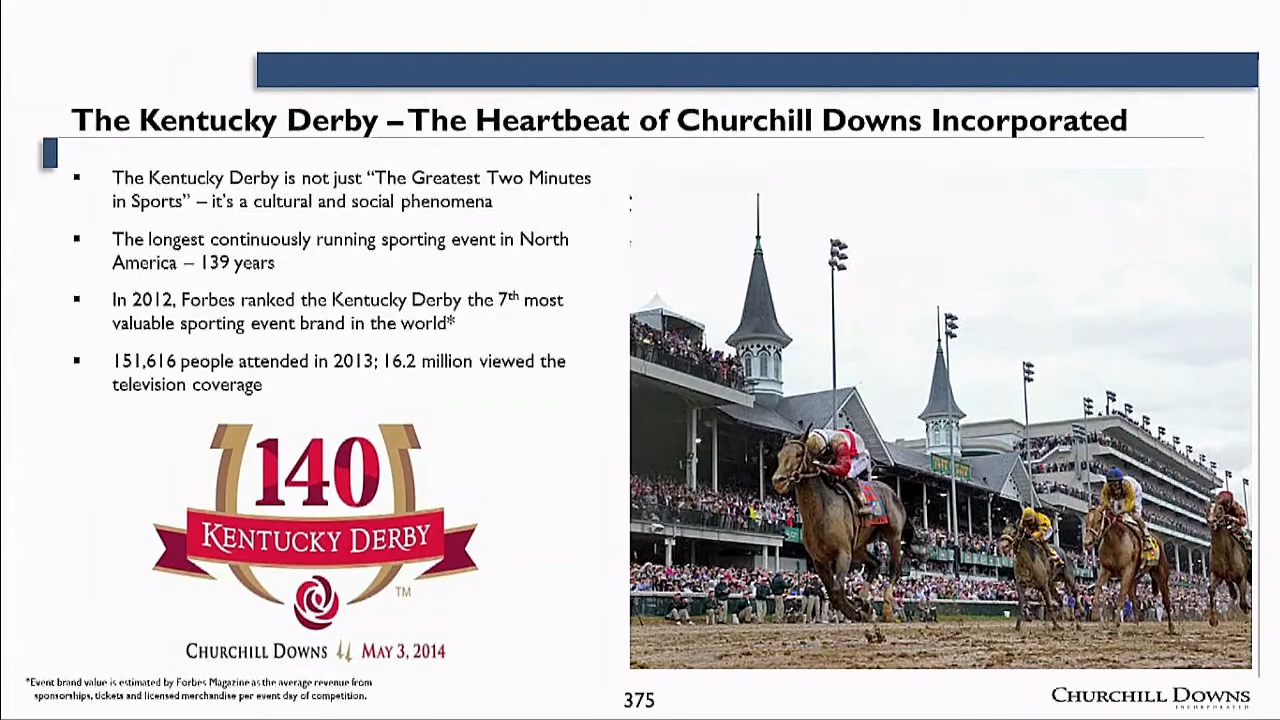 The Kentucky Derby – The Heartbeat of Churchill Downs Incorporated
▪ The Kentucky Derby is not just “The Greatest Two Minutes
in Sports” – it’s a cultural and social phenomena
▪ The longest continuously running sporting event in North
America – 139 years
▪ In 2012, Forbes ranked the Kentucky Derby the 7th most
valuable sporting event brand in the world*
▪ 151,616 people attended in 2013; 16.2 million viewed the
television coverage
140
KENTUCKY DERBY
TM
CHURCHILL DOWNS MAY 3, 2014
*Event brand value is estimated by Forbes Magazine as the average revenue from
sponsorships, tickets and licensed merchandise per event day of competition.
375
CHURCHILL DOWNS
INCORPORATED